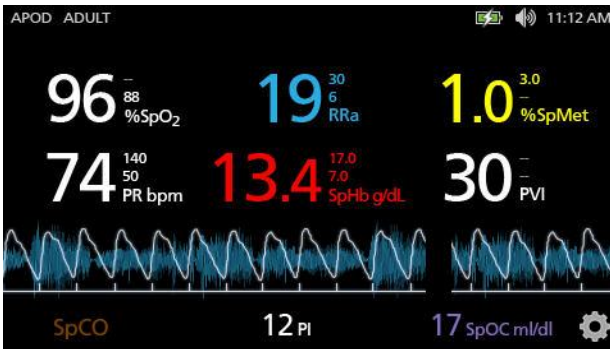 APOD ADULT 11:12 AM
96 – 88 %SpO₂ 19 30 6 RRa 1.0 3.0 – %SpMet
74 140 50 PR bpm 13.4 17.0 7.0 SpHb g/dL 30 – – PVI
SpCO 12 PI 17 SpOC ml/dl